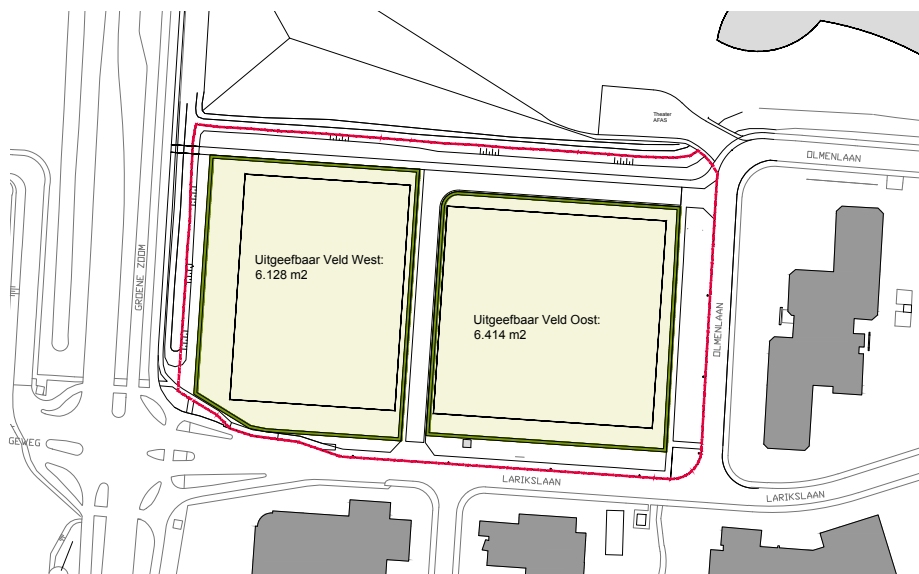 Theater
AFAS
OLMENLAAN
Uitgeefbaar Veld West:
6.128 m2
GROENE ZOOM
Uitgeefbaar Veld Oost:
6.414 m2
OLMENLAAN
GEWEG
LARIKSLAAN
LARIKSLAAN